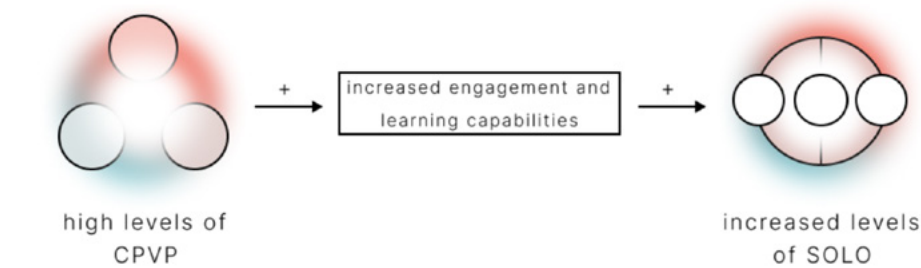 +
increased engagement and
learning capabilities
+
high levels of
CPVP
increased levels
of SOLO